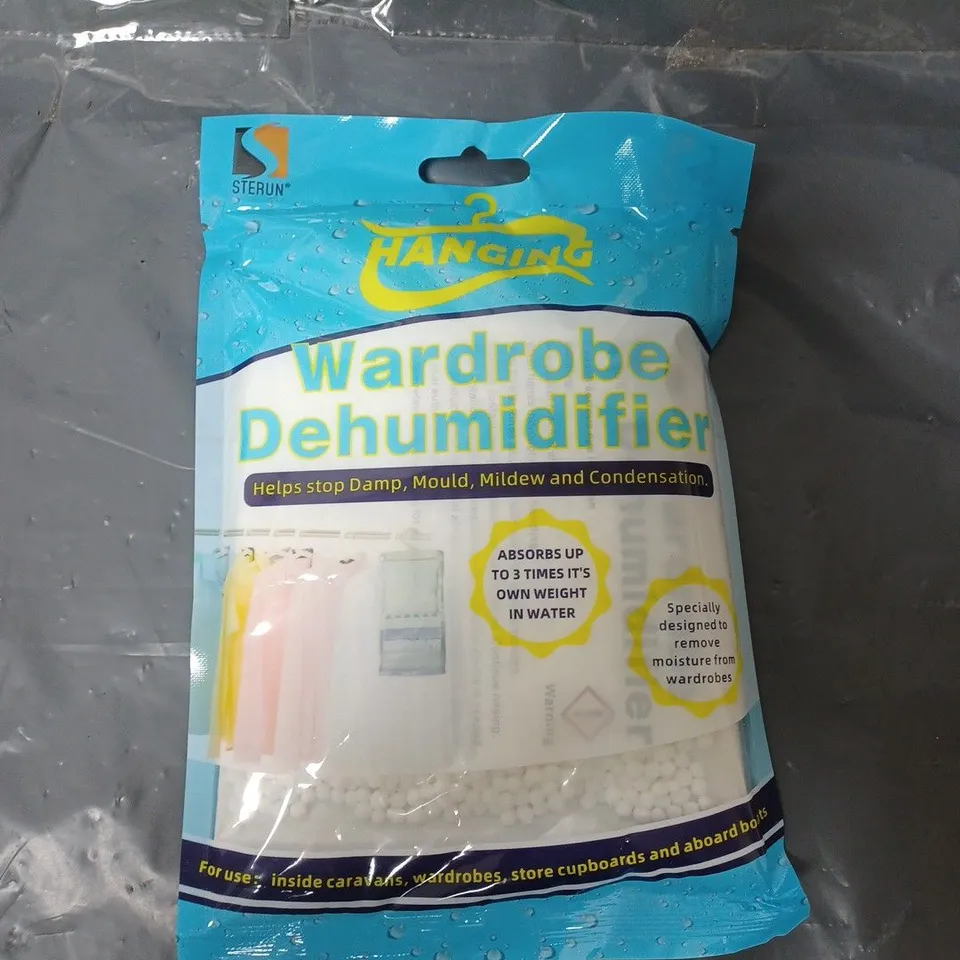 STERUN®
HANGING
Wardrobe
Dehumidifier
Helps stop Damp, Mould, Mildew and Condensation.
ABSORBS UP
TO 3 TIMES IT'S
OWN WEIGHT
IN WATER
Specially
designed to
remove
moisture from
wardrobes
Warning
For use: inside caravans, wardrobes, store cupboards and aboard boats